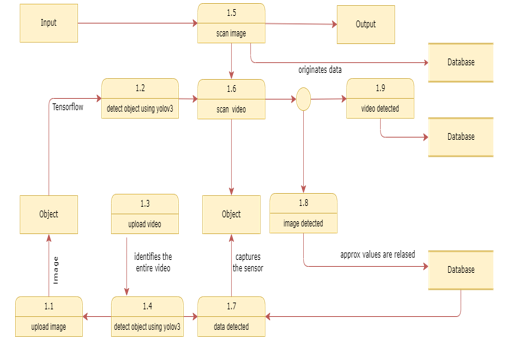 1.5
Input
scan image
Output
originates data
Database
1.2
1.6
1.9
Tensorflow
detect object using yolov3
scan video
video detected
Database
1.3
1.8
Object
upload video
Object
image detected
identifies the
entire video
captures
the sensor
approx values are relased
Image
Database
1.1
1.4
1.7
upload image
detect object using yolov3
data detected